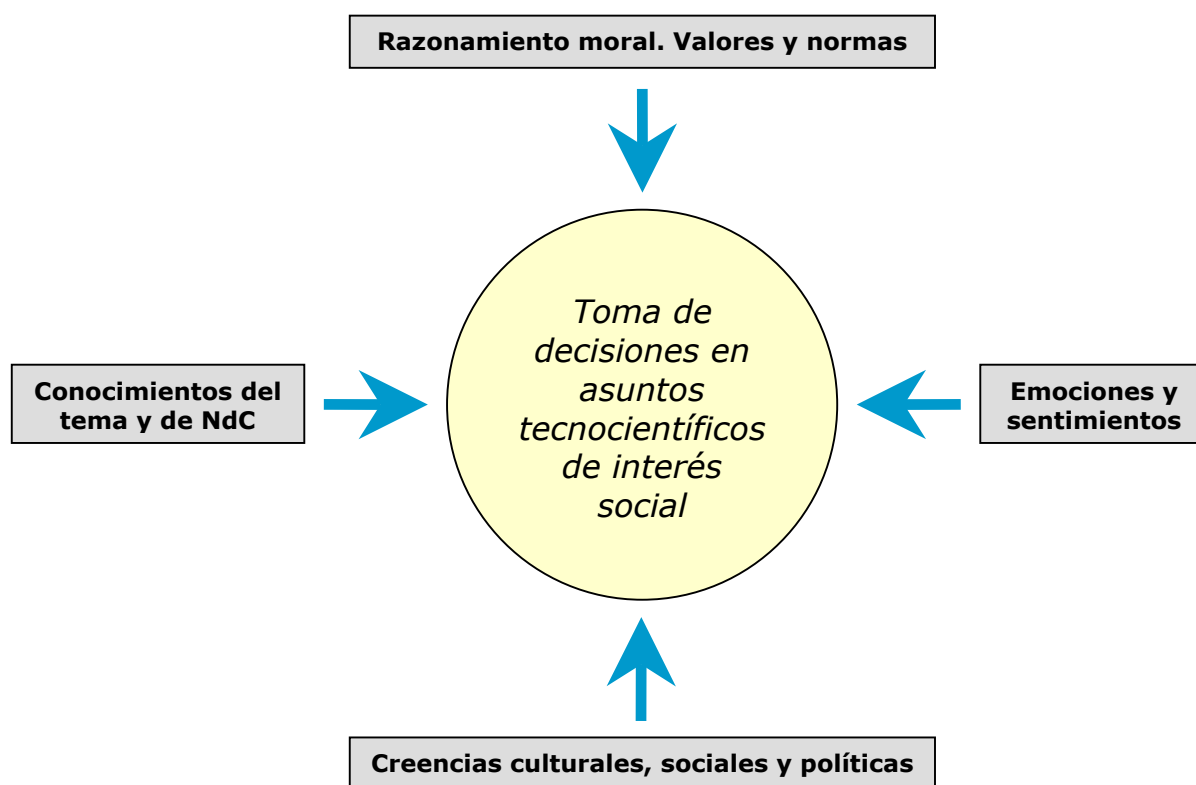 Razonamiento moral. Valores y normas
Conocimientos del
tema y de NdC
Toma de
decisiones en
asuntos
tecnocientíficos
de interés
social
Emociones y
sentimientos
Creencias culturales, sociales y políticas